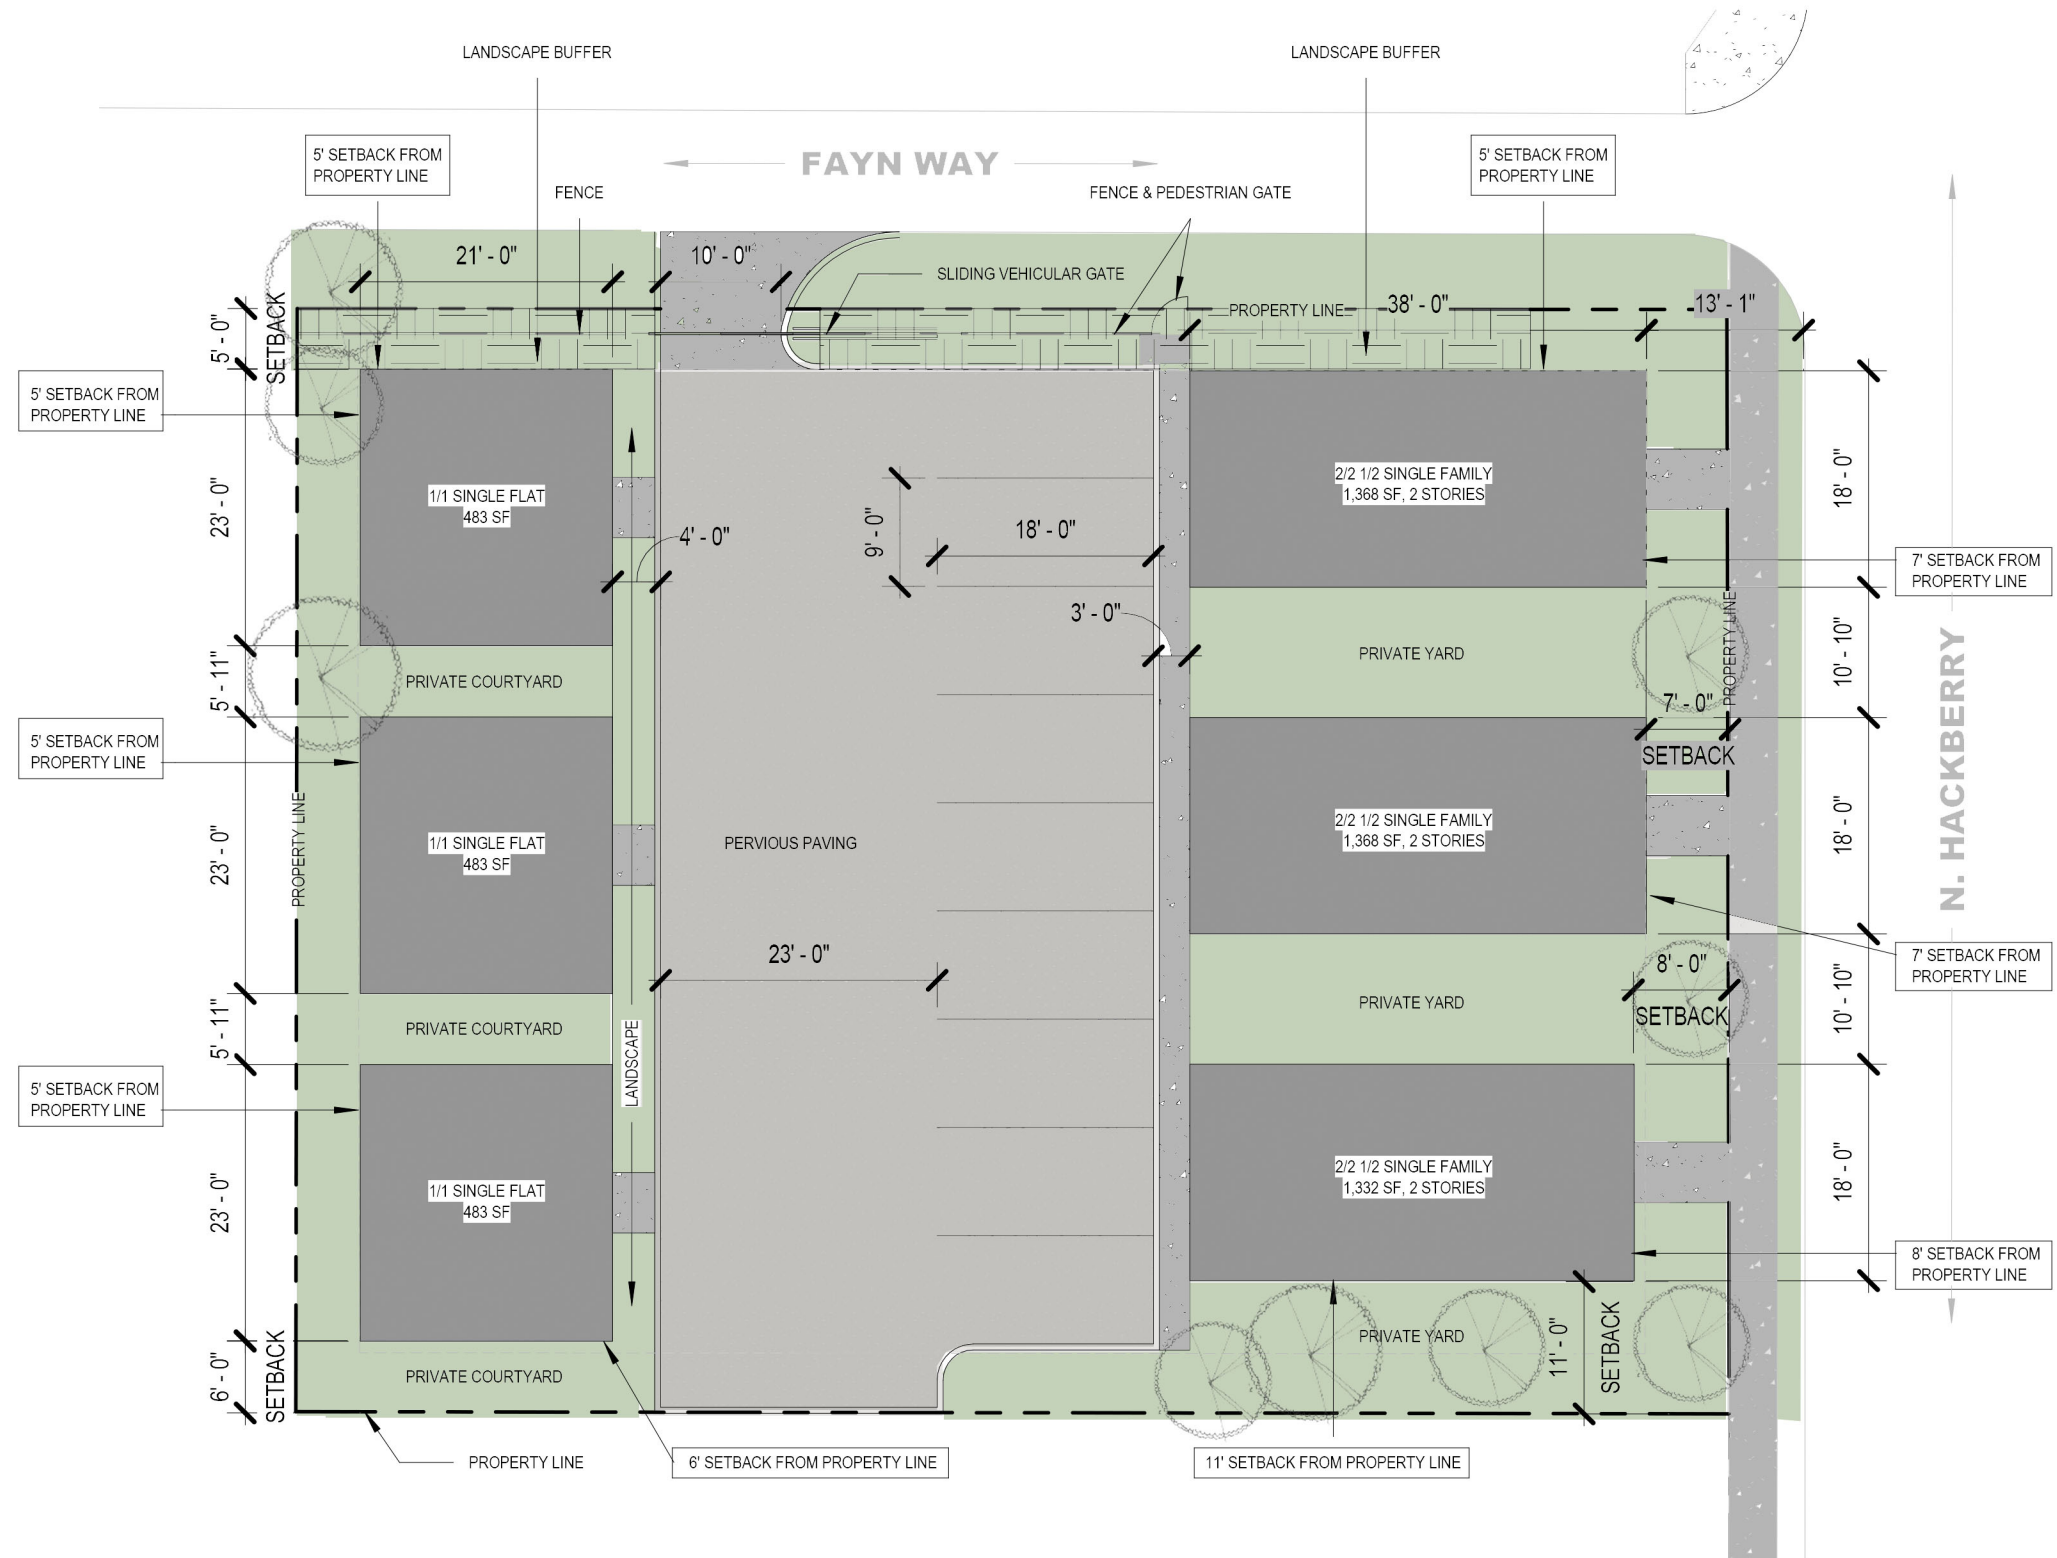 LANDSCAPE BUFFER
LANDSCAPE BUFFER
5' SETBACK FROM
PROPERTY LINE
FAYN WAY
5' SETBACK FROM
PROPERTY LINE
FENCE
FENCE & PEDESTRIAN GATE
21' - 0"
10' - 0"
SLIDING VEHICULAR GATE
PROPERTY LINE
38' - 0"
13' - 1"
5' - 0"
SETBACK
5' SETBACK FROM
PROPERTY LINE
23' - 0"
1/1 SINGLE FLAT
483 SF
4' - 0"
9' - 0"
18' - 0"
2/2 1/2 SINGLE FAMILY
1,368 SF, 2 STORIES
18' - 0"
7' SETBACK FROM
PROPERTY LINE
3' - 0"
5' - 11"
PRIVATE COURTYARD
PRIVATE YARD
PROPERTY LINE
10' - 10"
7' - 0"
SETBACK
5' SETBACK FROM
PROPERTY LINE
N. HACKBERRY
PROPERTY LINE
23' - 0"
1/1 SINGLE FLAT
483 SF
PERVIOUS PAVING
2/2 1/2 SINGLE FAMILY
1,368 SF, 2 STORIES
18' - 0"
23' - 0"
7' SETBACK FROM
PROPERTY LINE
8' - 0"
SETBACK
5' - 11"
PRIVATE COURTYARD
PRIVATE YARD
10' - 10"
LANDSCAPE
5' SETBACK FROM
PROPERTY LINE
23' - 0"
1/1 SINGLE FLAT
483 SF
2/2 1/2 SINGLE FAMILY
1,332 SF, 2 STORIES
18' - 0"
8' SETBACK FROM
PROPERTY LINE
6' - 0"
SETBACK
PRIVATE COURTYARD
PRIVATE YARD
11' - 0"
SETBACK
PROPERTY LINE
6' SETBACK FROM PROPERTY LINE
11' SETBACK FROM PROPERTY LINE